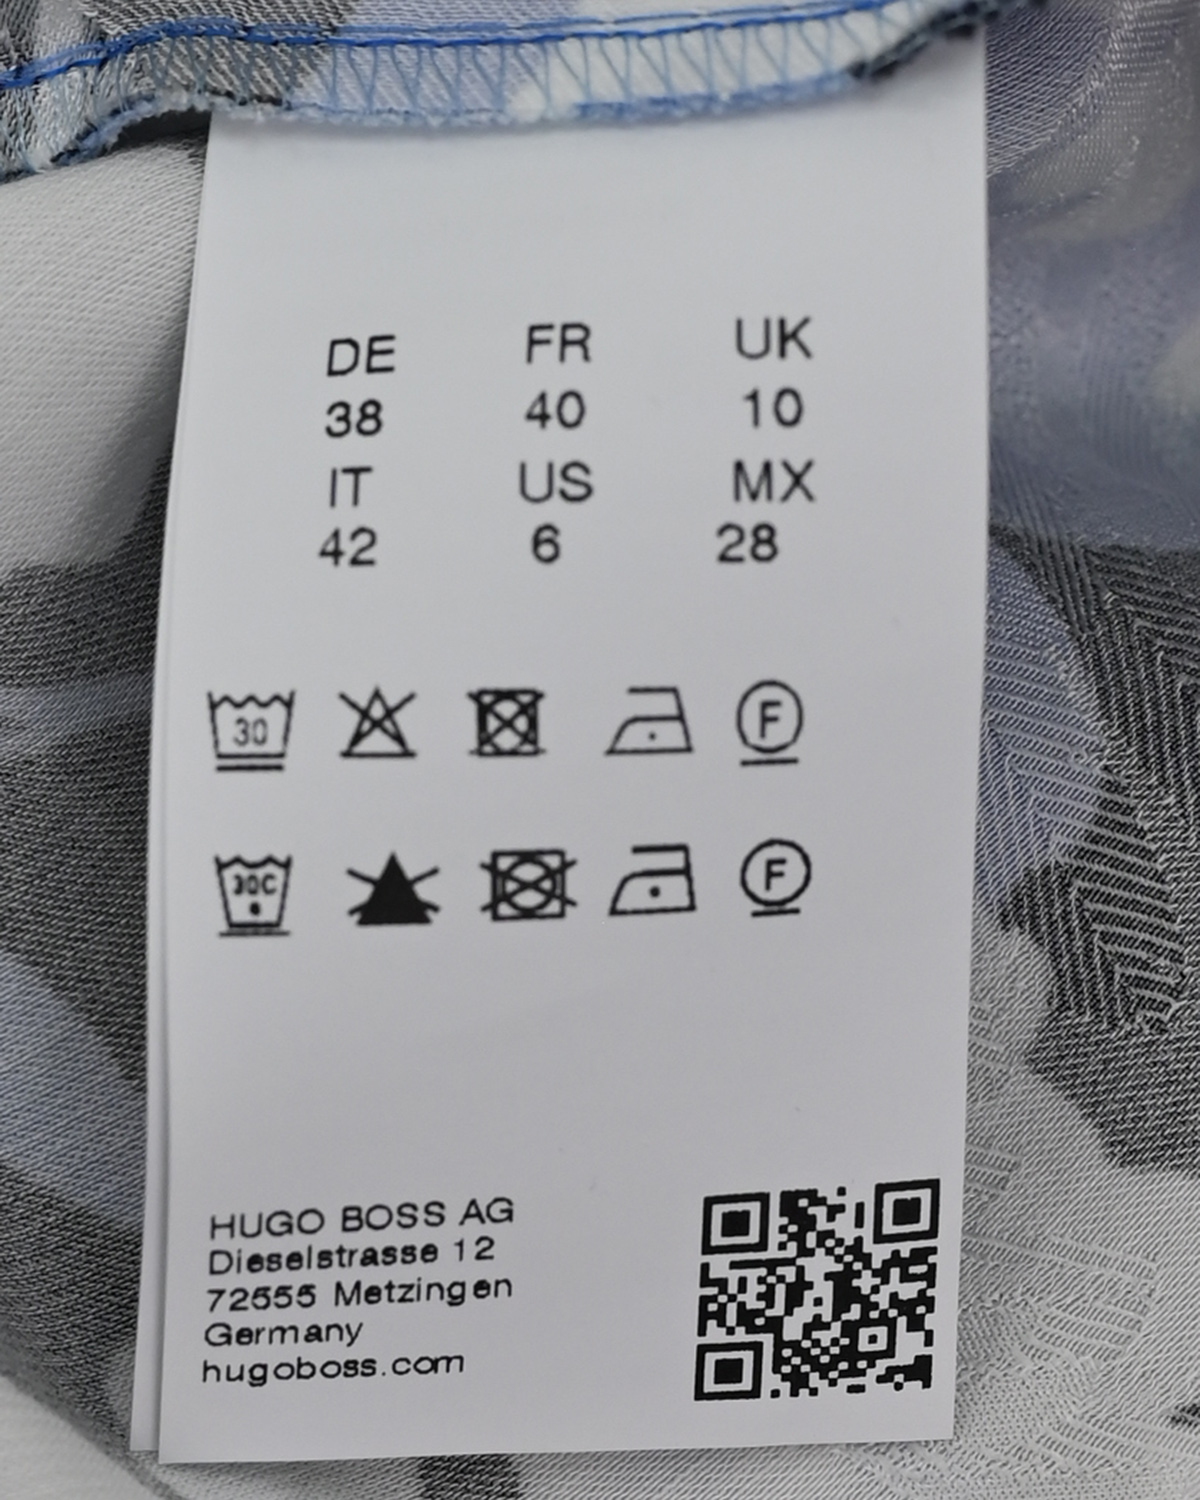 DE FR UK
38 40 10
IT US MX
42 6 28
30 F
30C F
HUGO BOSS AG
Dieselstrasse 12
72555 Metzingen
Germany
hugoboss.com